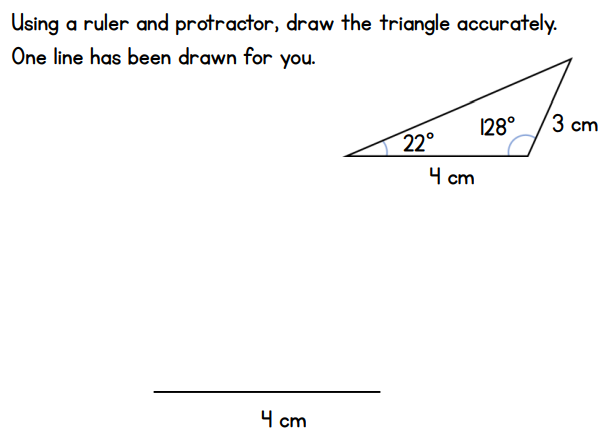 Using a ruler and protractor, draw the triangle accurately.
One line has been drawn for you.
128°
3 cm
22°
4 cm
4 cm